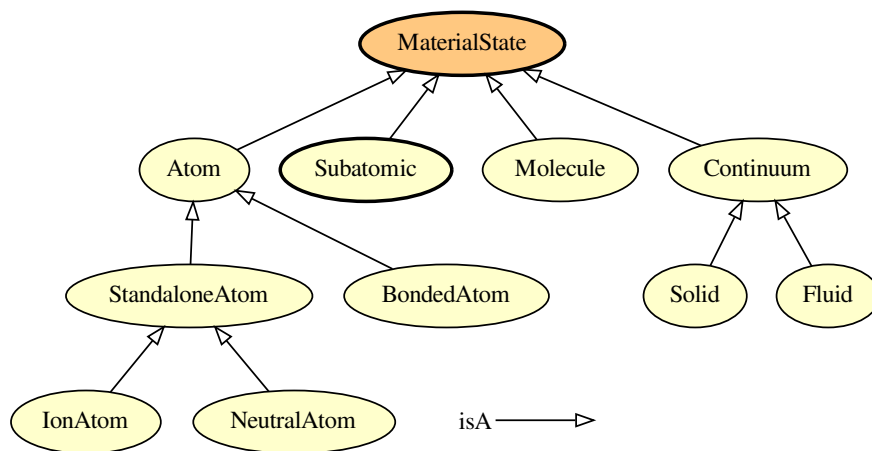 MaterialState
Atom
Subatomic
Molecule
Continuum
StandaloneAtom
BondedAtom
Solid
Fluid
IonAtom
NeutralAtom
isA